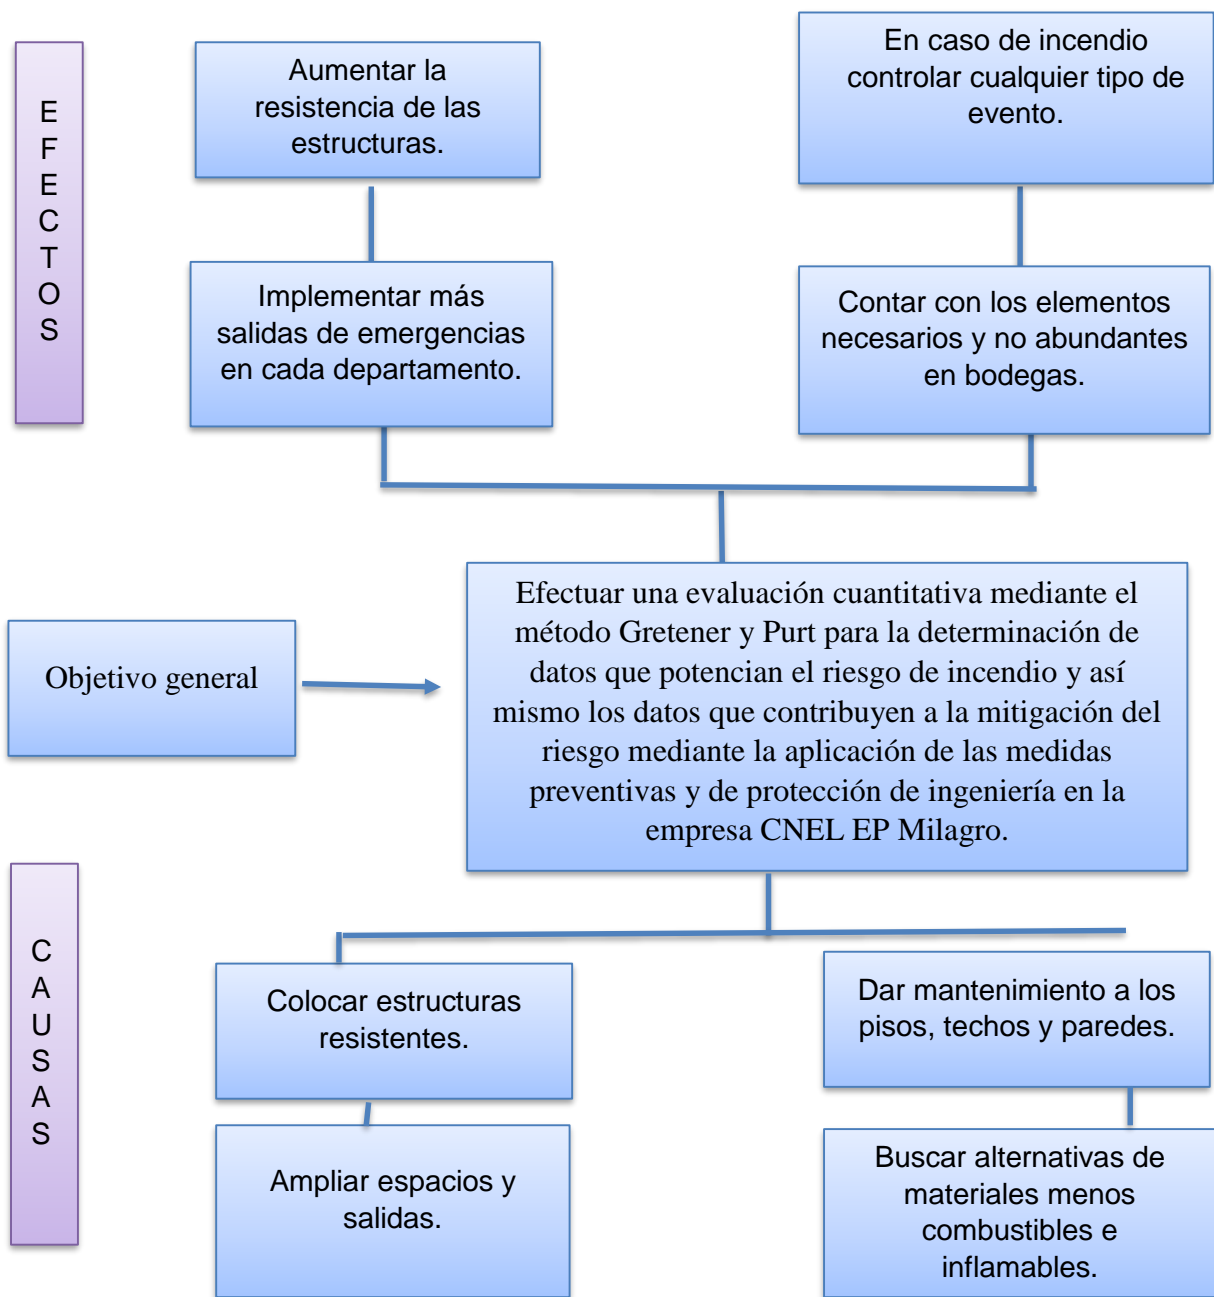 E
F
E
C
T
O
S
Aumentar la
resistencia de las
estructuras.
En caso de incendio
controlar cualquier tipo de
evento.
Implementar más
salidas de emergencias
en cada departamento.
Contar con los elementos
necesarios y no abundantes
en bodegas.
Objetivo general
Efectuar una evaluación cuantitativa mediante el
método Gretener y Purt para la determinación de
datos que potencian el riesgo de incendio y así
mismo los datos que contribuyen a la mitigación del
riesgo mediante la aplicación de las medidas
preventivas y de protección de ingeniería en la
empresa CNEL EP Milagro.
C
A
U
S
A
S
Colocar estructuras
resistentes.
Dar mantenimiento a los
pisos, techos y paredes.
Ampliar espacios y
salidas.
Buscar alternativas de
materiales menos
combustibles e
inflamables.